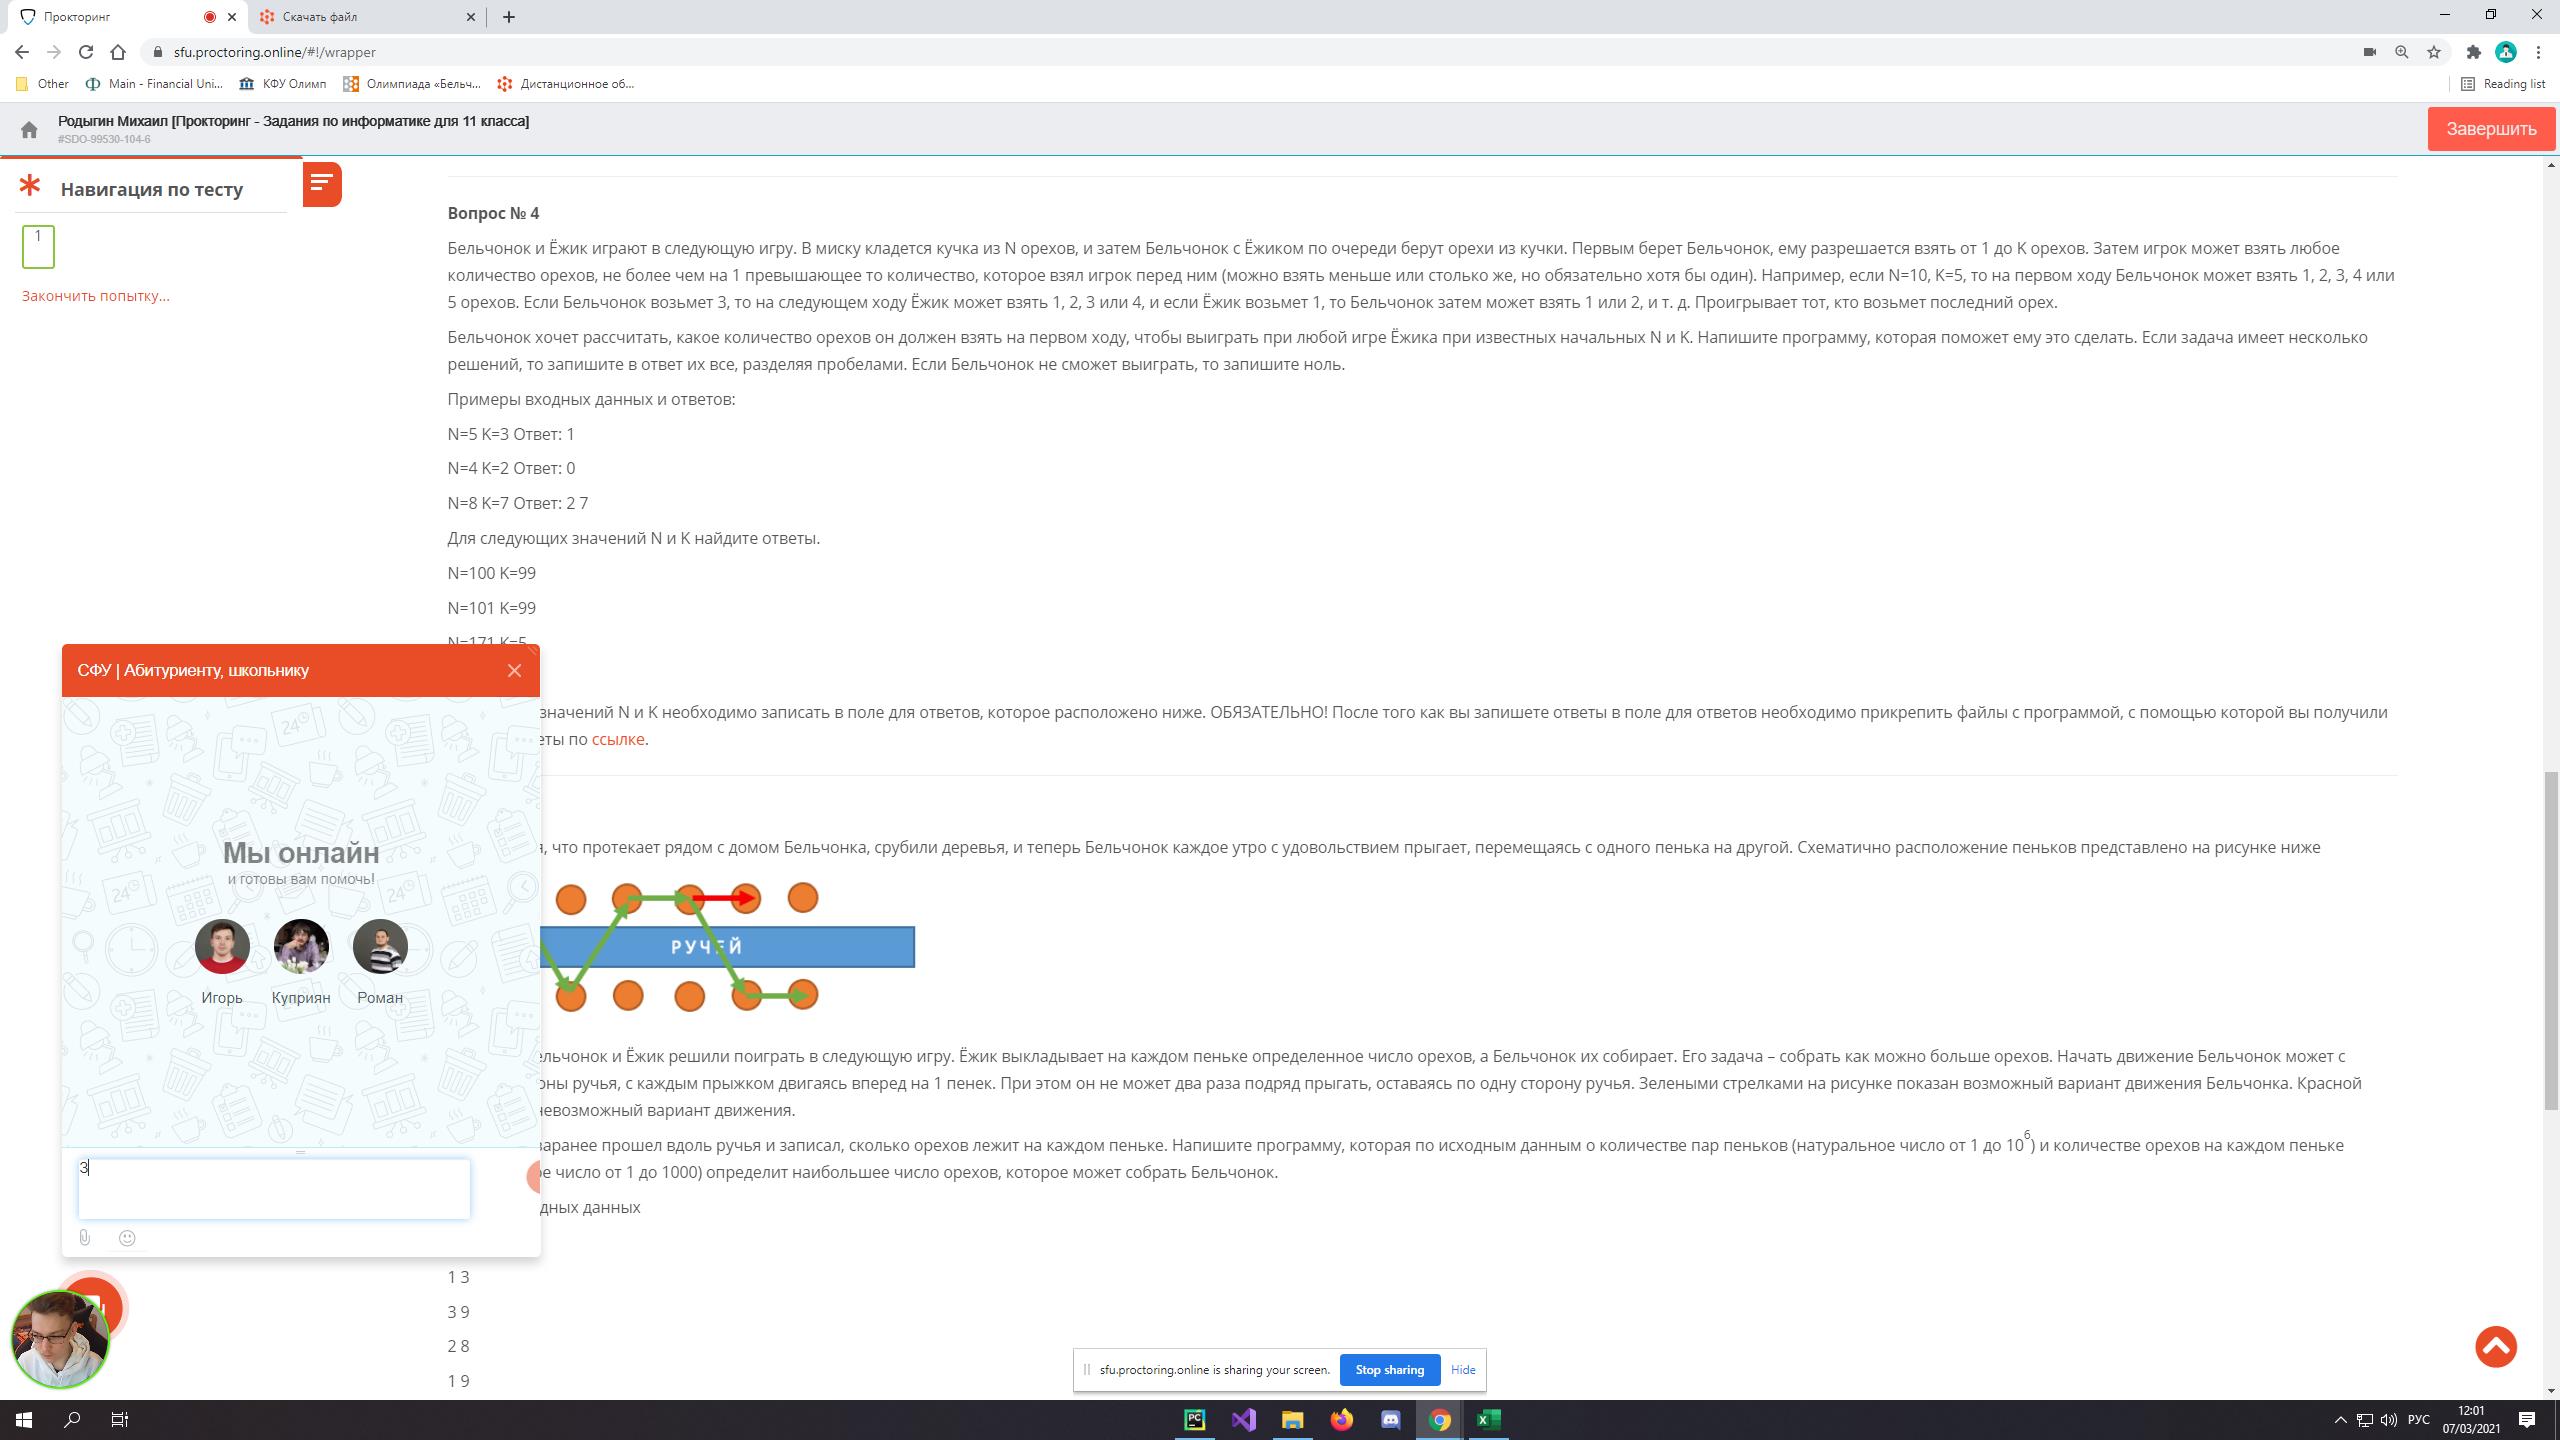 Прокторинг
Скачать файл
sfu.proctoring.online/#!/wrapper
Other
Main - Financial Uni...
КФУ Олимп
Олимпиада «Бельч...
Дистанционное об...
Reading list
Родыгин Михаил [Прокторинг - Задания по информатике для 11 класса]
#SDO-99530-104-6
Завершить
Навигация по тесту
1
Закончить попытку...
Вопрос № 4
Бельчонок и Ёжик играют в следующую игру. В миску кладется кучка из N орехов, и затем Бельчонок с Ёжиком по очереди берут орехи из кучки. Первым берет Бельчонок, ему разрешается взять от 1 до K орехов. Затем игрок может взять любое
количество орехов, не более чем на 1 превышающее то количество, которое взял игрок перед ним (можно взять меньше или столько же, но обязательно хотя бы один). Например, если N=10, K=5, то на первом ходу Бельчонок может взять 1, 2, 3, 4 или
5 орехов. Если Бельчонок возьмет 3, то на следующем ходу Ёжик может взять 1, 2, 3 или 4, и если Ёжик возьмет 1, то Бельчонок затем может взять 1 или 2, и т. д. Проигрывает тот, кто возьмет последний орех.
Бельчонок хочет рассчитать, какое количество орехов он должен взять на первом ходу, чтобы выиграть при любой игре Ёжика при известных начальных N и K. Напишите программу, которая поможет ему это сделать. Если задача имеет несколько
решений, то запишите в ответ их все, разделяя пробелами. Если Бельчонок не сможет выиграть, то запишите ноль.
Примеры входных данных и ответов:
N=5 K=3 Ответ: 1
N=4 K=2 Ответ: 0
N=8 K=7 Ответ: 2 7
Для следующих значений N и K найдите ответы.
N=100 K=99
N=101 K=99
N=171 K=5
значений N и K необходимо записать в поле для ответов, которое расположено ниже. ОБЯЗАТЕЛЬНО! После того как вы запишете ответы в поле для ответов необходимо прикрепить файлы с программой, с помощью которой вы получили
еты по ссылке.
я, что протекает рядом с домом Бельчонка, срубили деревья, и теперь Бельчонок каждое утро с удовольствием прыгает, перемещаясь с одного пенька на другой. Схематично расположение пеньков представлено на рисунке ниже
РУЧЕЙ
ельчонок и Ёжик решили поиграть в следующую игру. Ёжик выкладывает на каждом пеньке определенное число орехов, а Бельчонок их собирает. Его задача – собрать как можно больше орехов. Начать движение Бельчонок может с
оны ручья, с каждым прыжком двигаясь вперед на 1 пенек. При этом он не может два раза подряд прыгать, оставаясь по одну сторону ручья. Зелеными стрелками на рисунке показан возможный вариант движения Бельчонка. Красной
невозможный вариант движения.
заранее прошел вдоль ручья и записал, сколько орехов лежит на каждом пеньке. Напишите программу, которая по исходным данным о количестве пар пеньков (натуральное число от 1 до 10⁶) и количестве орехов на каждом пеньке
ое число от 1 до 1000) определит наибольшее число орехов, которое может собрать Бельчонок.
дных данных
1 3
3 9
2 8
1 9
СФУ | Абитуриенту, школьнику
Мы онлайн
и готовы вам помочь!
Игорь
Куприян
Роман
З
sfu.proctoring.online is sharing your screen.
Stop sharing
Hide
РУС
12:01
07/03/2021